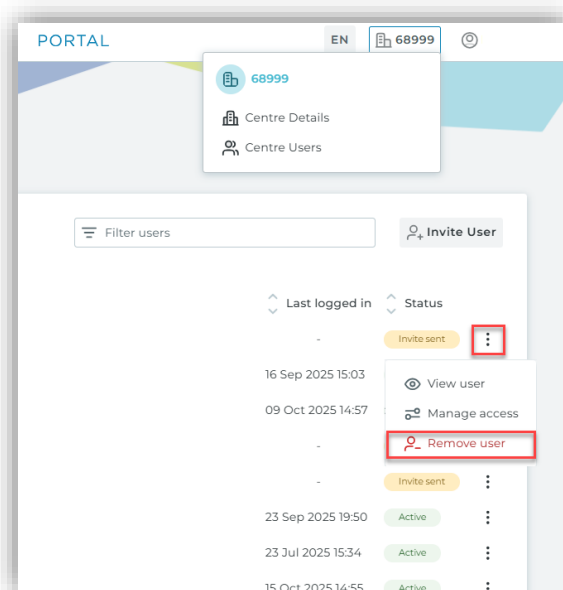 PORTAL
EN
68999
68999
Centre Details
Centre Users
Filter users
Invite User
Last logged in
Status
-
Invite sent
16 Sep 2025 15:03
View user
09 Oct 2025 14:57
Manage access
-
Remove user
-
Invite sent
23 Sep 2025 19:50
Active
23 Jul 2025 15:34
Active
15 Oct 2025 14:55
Active